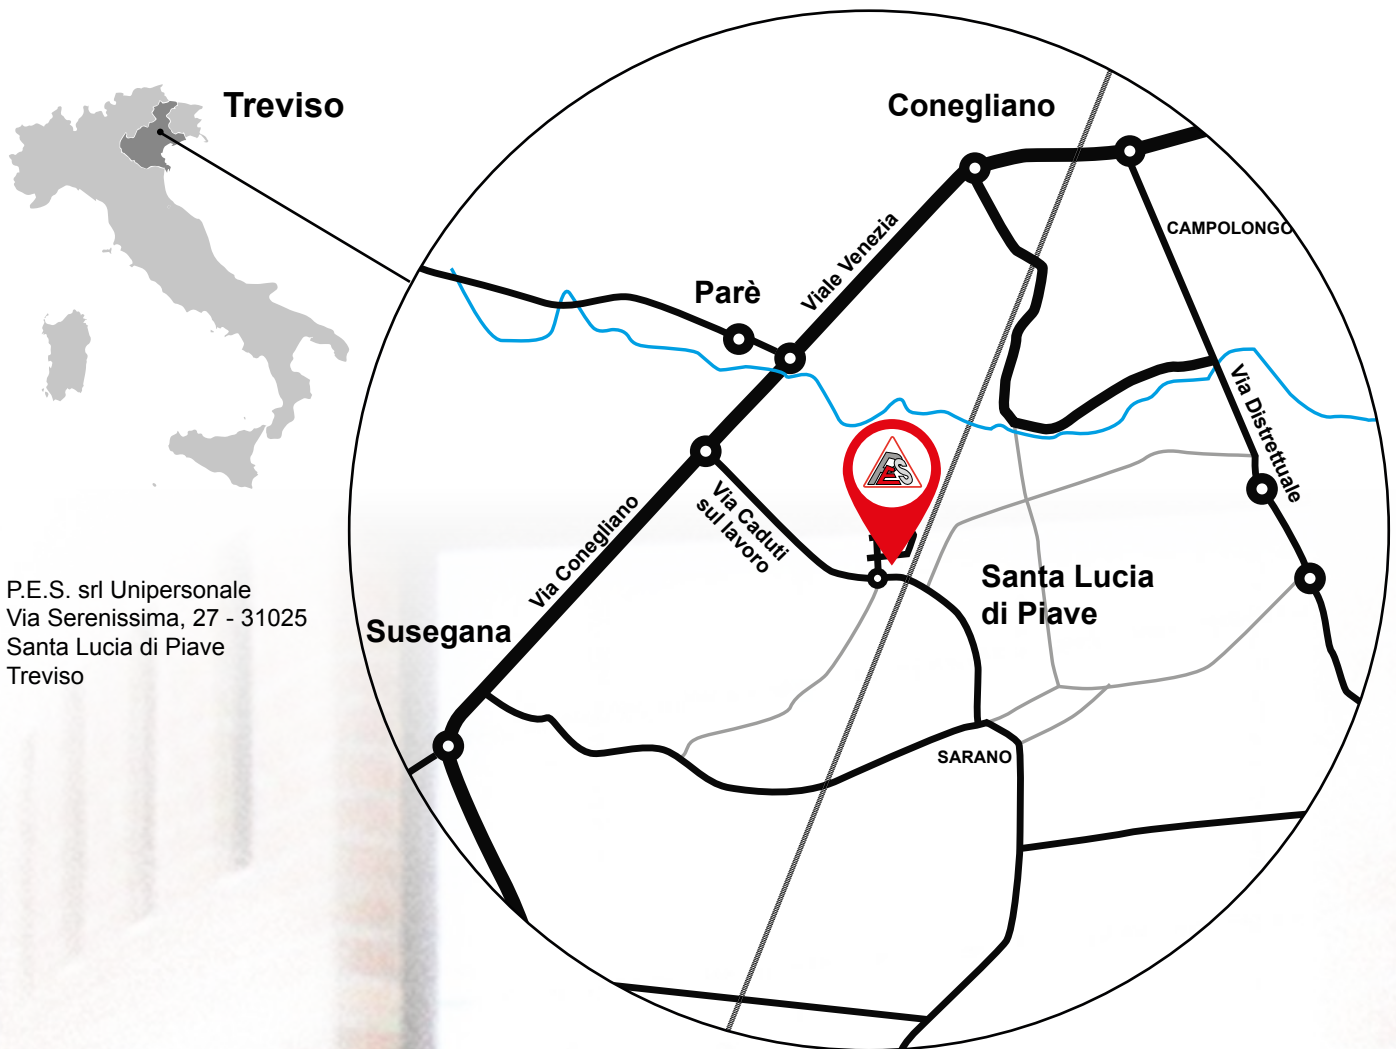 Treviso
Conegliano
CAMPOLONGO
Viale Venezia
Parè
Via Distrettuale
PES
Via Caduti
sul lavoro
Via Conegliano
Santa Lucia
di Piave
Susegana
SARANO
P.E.S. srl Unipersonale
Via Serenissima, 27 - 31025
Santa Lucia di Piave
Treviso